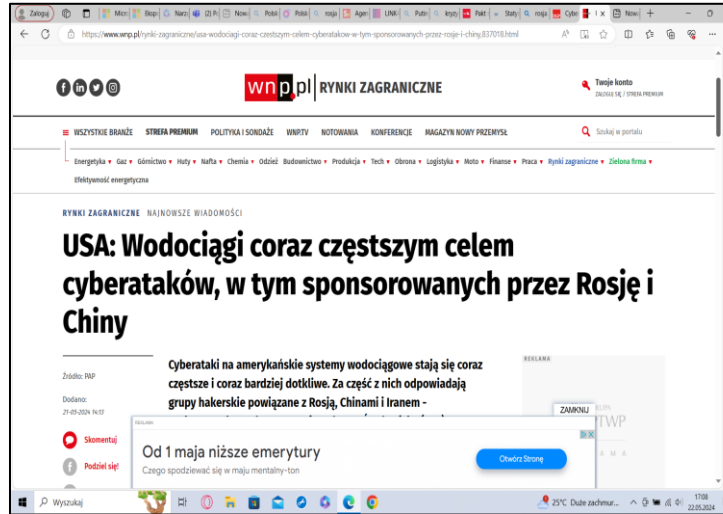 Zaloguj
https://www.wnp.pl/rynki-zagraniczne/usa-wodociagi-coraz-czestszym-celem-cyberatakow-w-tym-sponsorowanych-przez-rosje-i-chiny,837018.html
wnp.pl RYNKI ZAGRANICZNE
Twoje konto
ZALOGUJ SIĘ / STREFA PREMIUM
WSZYSTKIE BRANŻE STREFA PREMIUM POLITYKA I SONDAŻE WNP.TV NOTOWANIA KONFERENCJE MAGAZYN NOWY PRZEMYSŁ Szukaj w portalu
Energetyka Gaz Górnictwo Huty Nafta Chemia Odzież Budownictwo Produkcja Tech Obrona Logistyka Moto Finanse Praca Rynki zagraniczne Zielona firma
Efektywność energetyczna
RYNKI ZAGRANICZNE NAJNOWSZE WIADOMOŚCI
USA: Wodociągi coraz częstszym celem
cyberataków, w tym sponsorowanych przez Rosję i
Chiny
Źródło: PAP
Dodano:
21-05-2024 14:13
Skomentuj
Podziel się!
Cyberataki na amerykańskie systemy wodociągowe stają się coraz
częstsze i coraz bardziej dotkliwe. Za część z nich odpowiadają
grupy hakerskie powiązane z Rosją, Chinami i Iranem -
REKLAMA
ZAMKNIJ
PTWP
REKLAMA
Od 1 maja niższe emerytury
Czego spodziewać się w maju mentalny-ton
Otwórz Stronę
Wyszukaj
25°C Duże zachmur...
17:08
22.05.2024